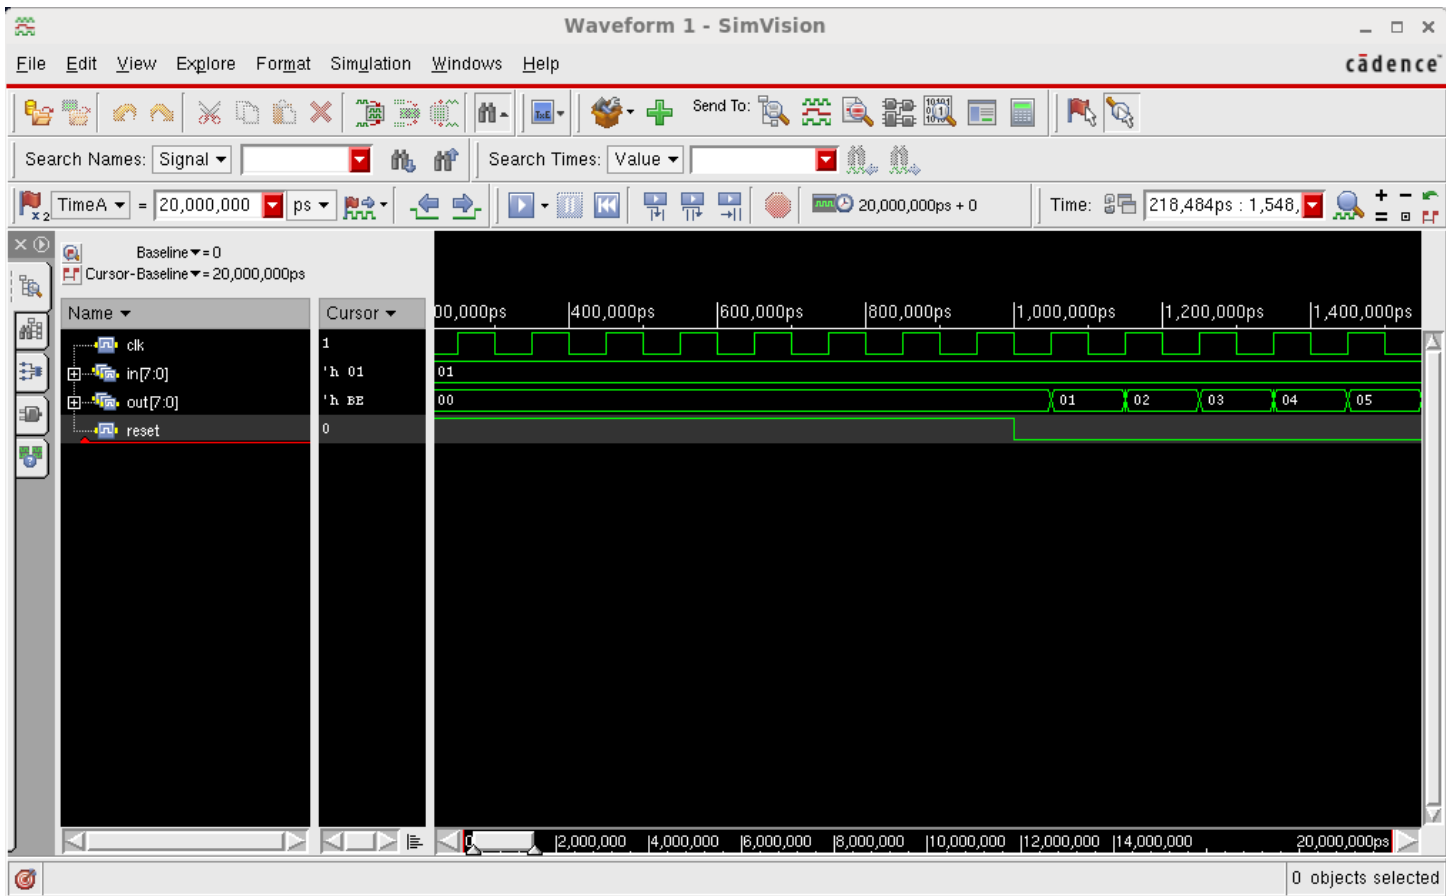 Waveform 1 - SimVision
File Edit View Explore Format Simulation Windows Help
cādence
TxE
Send To:
Search Names: Signal
Search Times: Value
x2 TimeA = 20,000,000 ps
20,000,000ps + 0
Time: 218,484ps : 1,548,
Baseline = 0
Cursor-Baseline = 20,000,000ps
Name Cursor
00,000ps 400,000ps 600,000ps 800,000ps 1,000,000ps 1,200,000ps 1,400,000ps
clk 1
in[7:0] 'h 01 01
out[7:0] 'h BE 00 01 02 03 04 05
reset 0
0 2,000,000 4,000,000 6,000,000 8,000,000 10,000,000 12,000,000 14,000,000 20,000,000ps
0 objects selected